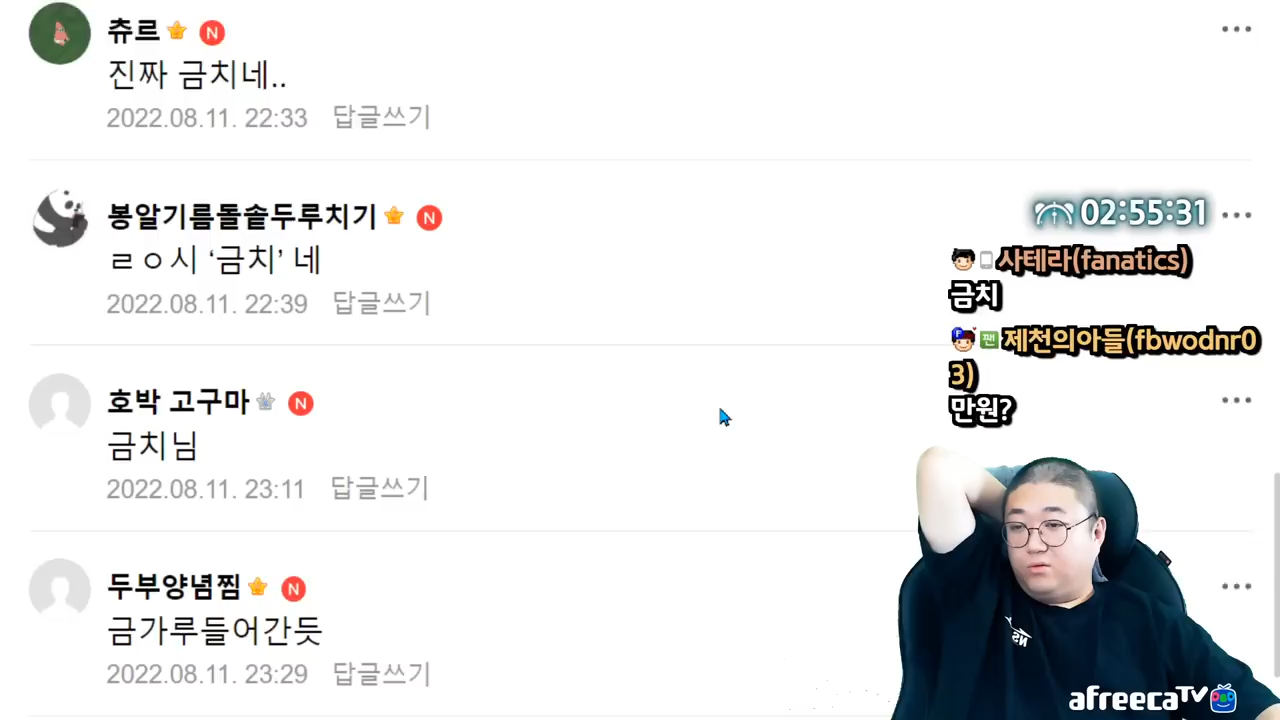 츄르 N
진짜 금치네..
2022.08.11. 22:33 답글쓰기
봉알기름돌솥두루치기 N
ㄹㅇ시 ‘금치’ 네
2022.08.11. 22:39 답글쓰기
호박 고구마 N
금치님
2022.08.11. 23:11 답글쓰기
두부양념찜 N
금가루들어간듯
2022.08.11. 23:29 답글쓰기
02:55:31
사테라(fanatics)
금치
F 팬 제천의아들(fbwodnr0
3)
만원?
afreecaTV